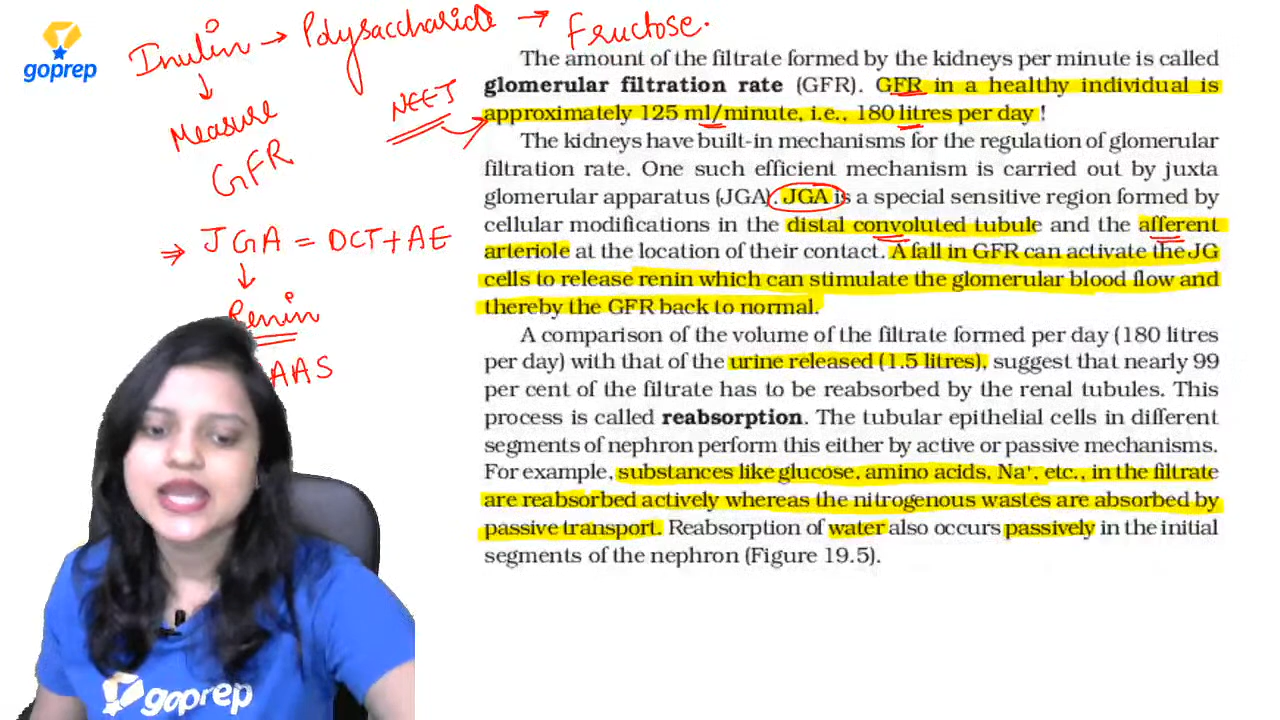 goprep
Inulin → Polysaccharide → Fructose.
↓
Measure
GFR
NEET
⇒ JGA = DCT + AE
↓
Renin
AAS
The amount of the filtrate formed by the kidneys per minute is called
glomerular filtration rate (GFR). GFR in a healthy individual is
approximately 125 ml/minute, i.e., 180 litres per day !
The kidneys have built-in mechanisms for the regulation of glomerular
filtration rate. One such efficient mechanism is carried out by juxta
glomerular apparatus (JGA). JGA is a special sensitive region formed by
cellular modifications in the distal convoluted tubule and the afferent
arteriole at the location of their contact. A fall in GFR can activate the JG
cells to release renin which can stimulate the glomerular blood flow and
thereby the GFR back to normal.
A comparison of the volume of the filtrate formed per day (180 litres
per day) with that of the urine released (1.5 litres), suggest that nearly 99
per cent of the filtrate has to be reabsorbed by the renal tubules. This
process is called reabsorption. The tubular epithelial cells in different
segments of nephron perform this either by active or passive mechanisms.
For example, substances like glucose, amino acids, Na⁺, etc., in the filtrate
are reabsorbed actively whereas the nitrogenous wastes are absorbed by
passive transport. Reabsorption of water also occurs passively in the initial
segments of the nephron (Figure 19.5).
goprep